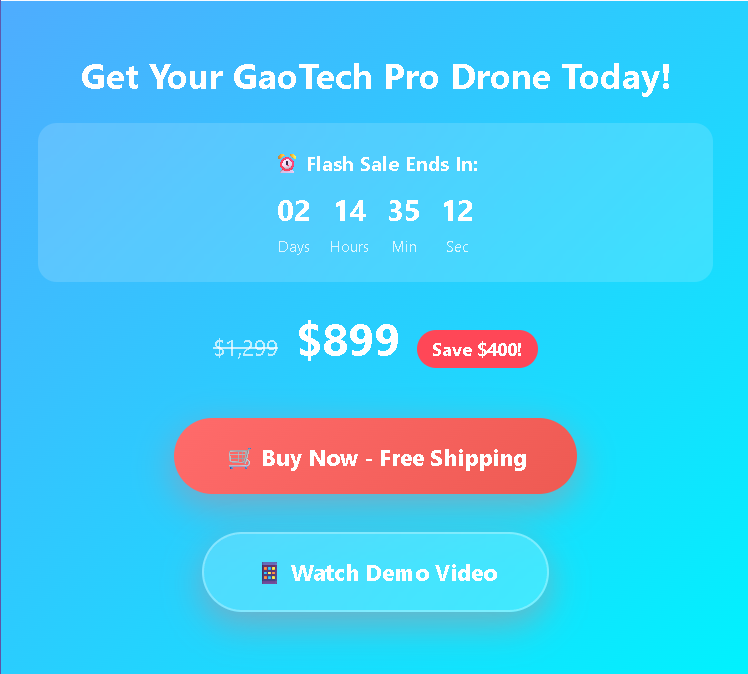 Get Your GaoTech Pro Drone Today!
⏰ Flash Sale Ends In:
02 14 35 12
Days Hours Min Sec
$1,299 $899 Save $400!
🛒 Buy Now - Free Shipping
📱 Watch Demo Video